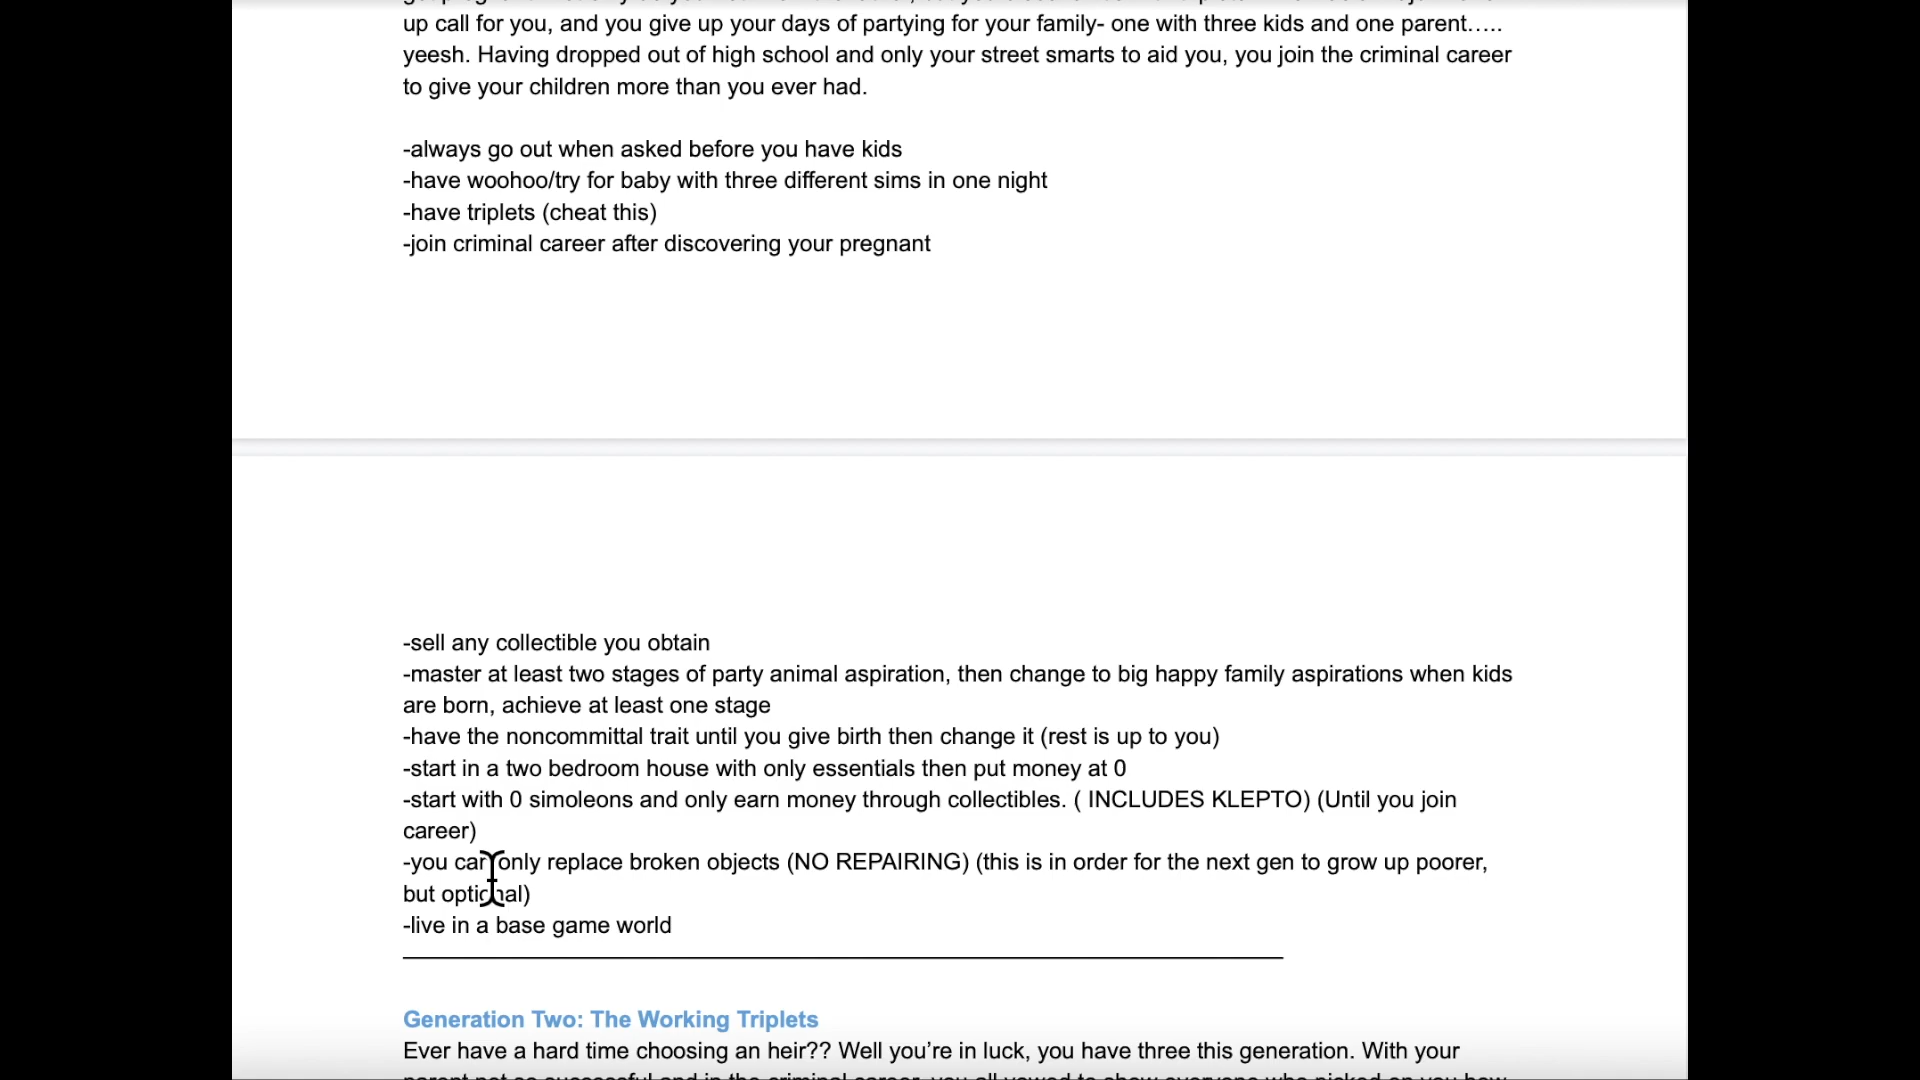 up call for you, and you give up your days of partying for your family- one with three kids and one parent…..
yeesh. Having dropped out of high school and only your street smarts to aid you, you join the criminal career
to give your children more than you ever had.
-always go out when asked before you have kids
-have woohoo/try for baby with three different sims in one night
-have triplets (cheat this)
-join criminal career after discovering your pregnant
-sell any collectible you obtain
-master at least two stages of party animal aspiration, then change to big happy family aspirations when kids
are born, achieve at least one stage
-have the noncommittal trait until you give birth then change it (rest is up to you)
-start in a two bedroom house with only essentials then put money at 0
-start with 0 simoleons and only earn money through collectibles. ( INCLUDES KLEPTO) (Until you join
career)
-you can only replace broken objects (NO REPAIRING) (this is in order for the next gen to grow up poorer,
but optional)
-live in a base game world
Generation Two: The Working Triplets
Ever have a hard time choosing an heir?? Well you’re in luck, you have three this generation. With your